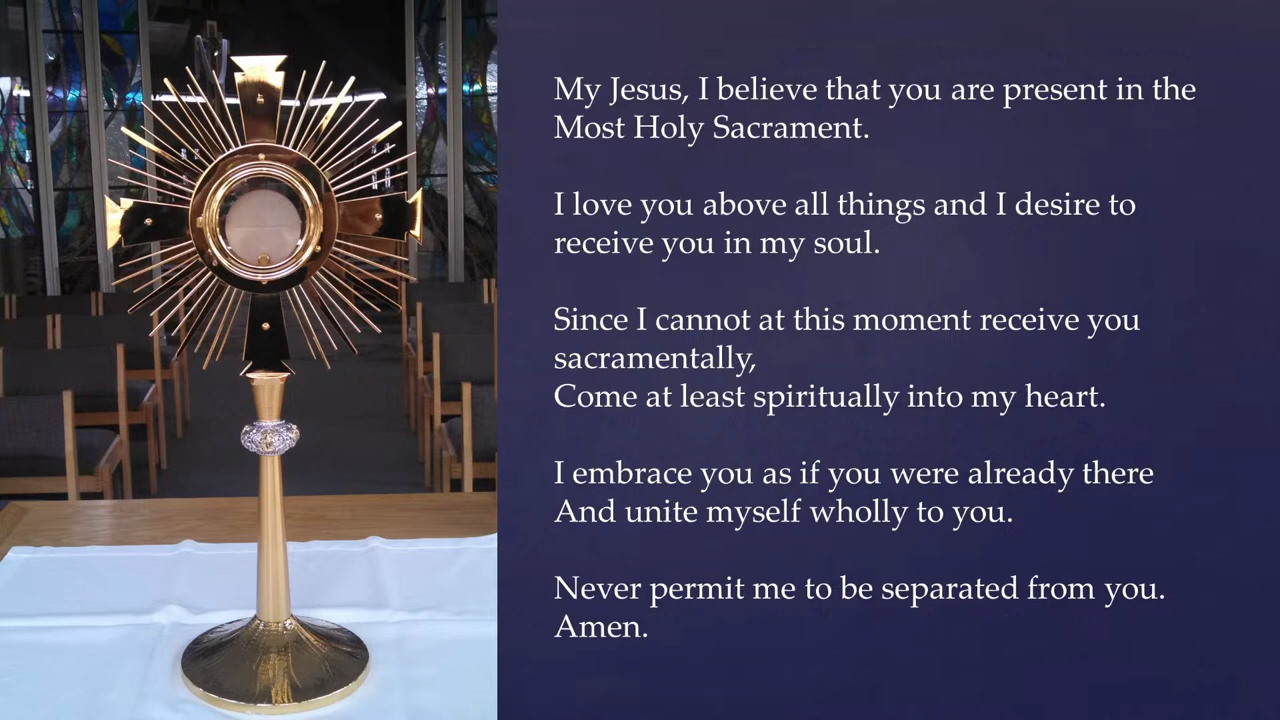 My Jesus, I believe that you are present in the
Most Holy Sacrament.
I love you above all things and I desire to
receive you in my soul.
Since I cannot at this moment receive you
sacramentally,
Come at least spiritually into my heart.
I embrace you as if you were already there
And unite myself wholly to you.
Never permit me to be separated from you.
Amen.